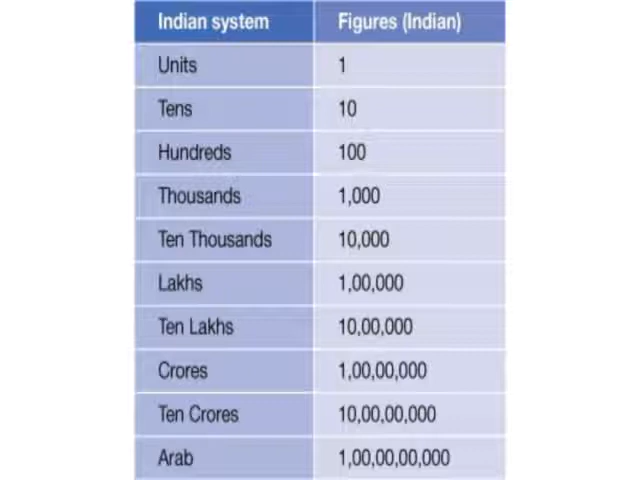 Indian system Figures (Indian)
Units 1
Tens 10
Hundreds 100
Thousands 1,000
Ten Thousands 10,000
Lakhs 1,00,000
Ten Lakhs 10,00,000
Crores 1,00,00,000
Ten Crores 10,00,00,000
Arab 1,00,00,00,000